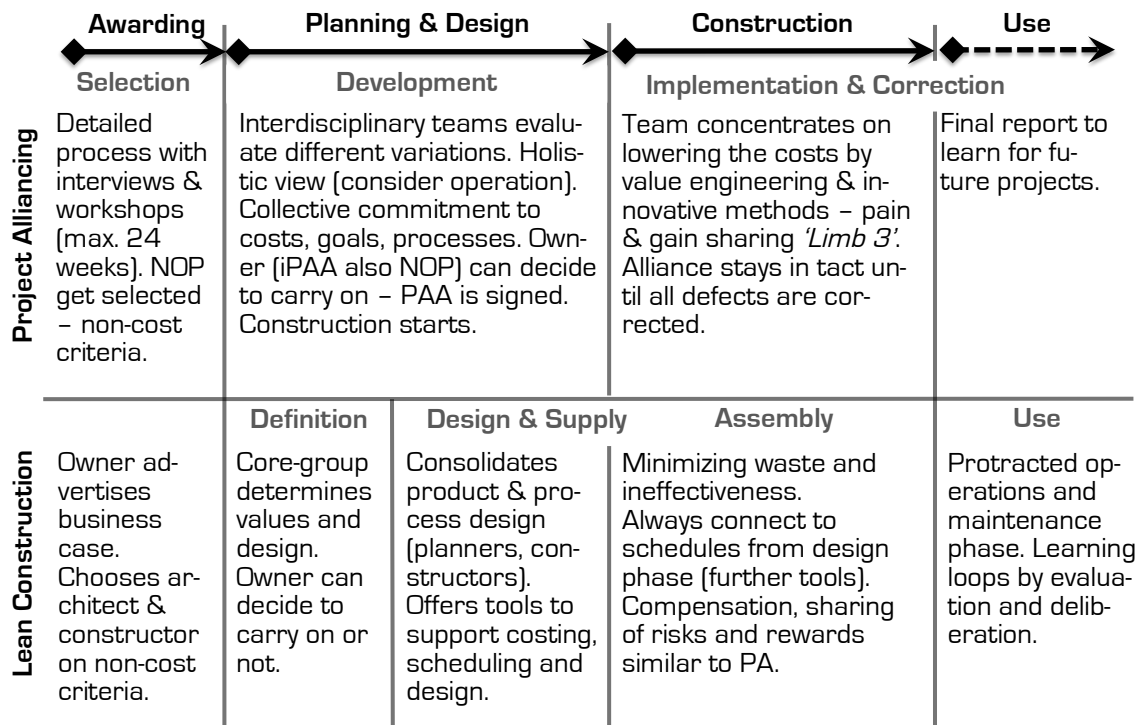 Awarding
Planning & Design
Construction
Use
Project Alliancing
Selection
Detailed
process with
interviews &
workshops
(max. 24
weeks). NOP
get selected
– non-cost
criteria.
Development
Interdisciplinary teams evalu-
ate different variations. Holis-
tic view (consider operation).
Collective commitment to
costs, goals, processes. Own-
er (iPAA also NOP) can decide
to carry on – PAA is signed.
Construction starts.
Implementation & Correction
Team concentrates on
lowering the costs by
value engineering & in-
novative methods – pain
& gain sharing 'Limb 3'.
Alliance stays in tact un-
til all defects are cor-
rected.
Final report to
learn for fu-
ture projects.
Lean Construction
Owner ad-
vertises
business
case.
Chooses ar-
chitect &
constructor
on non-cost
criteria.
Definition
Core-group
determines
values and
design.
Owner can
decide to
carry on or
not.
Design & Supply
Consolidates
product & pro-
cess design
(planners, con-
structors).
Offers tools to
support costing,
scheduling and
design.
Assembly
Minimizing waste and
ineffectiveness.
Always connect to
schedules from design
phase (further tools).
Compensation, sharing
of risks and rewards
similar to PA.
Use
Protracted op-
erations and
maintenance
phase. Learning
loops by evalua-
tion and delib-
eration.